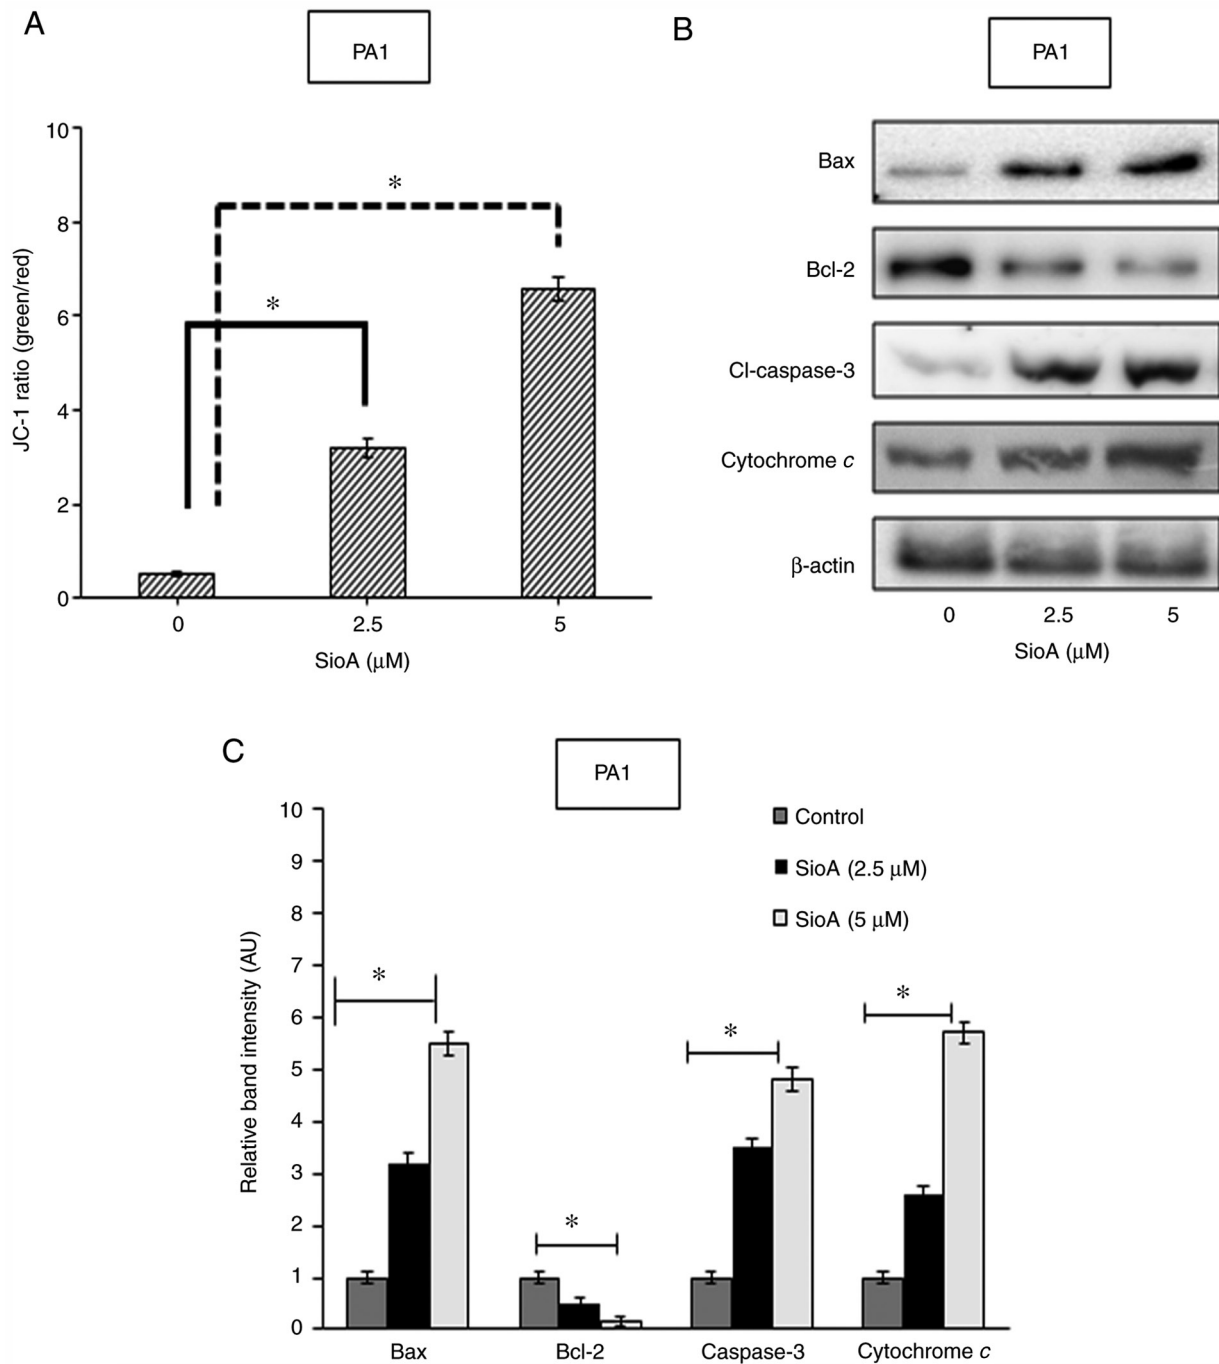 A
PA1
10
8
6
4
2
0
JC-1 ratio (green/red)
*
*
0 2.5 5
SioA (μM)
B
PA1
Bax
Bcl-2
Cl-caspase-3
Cytochrome c
β-actin
0 2.5 5
SioA (μM)
C
PA1
10
9
8
7
6
5
4
3
2
1
0
Relative band intensity (AU)
Control
SioA (2.5 μM)
SioA (5 μM)
*
*
*
*
Bax Bcl-2 Caspase-3 Cytochrome c